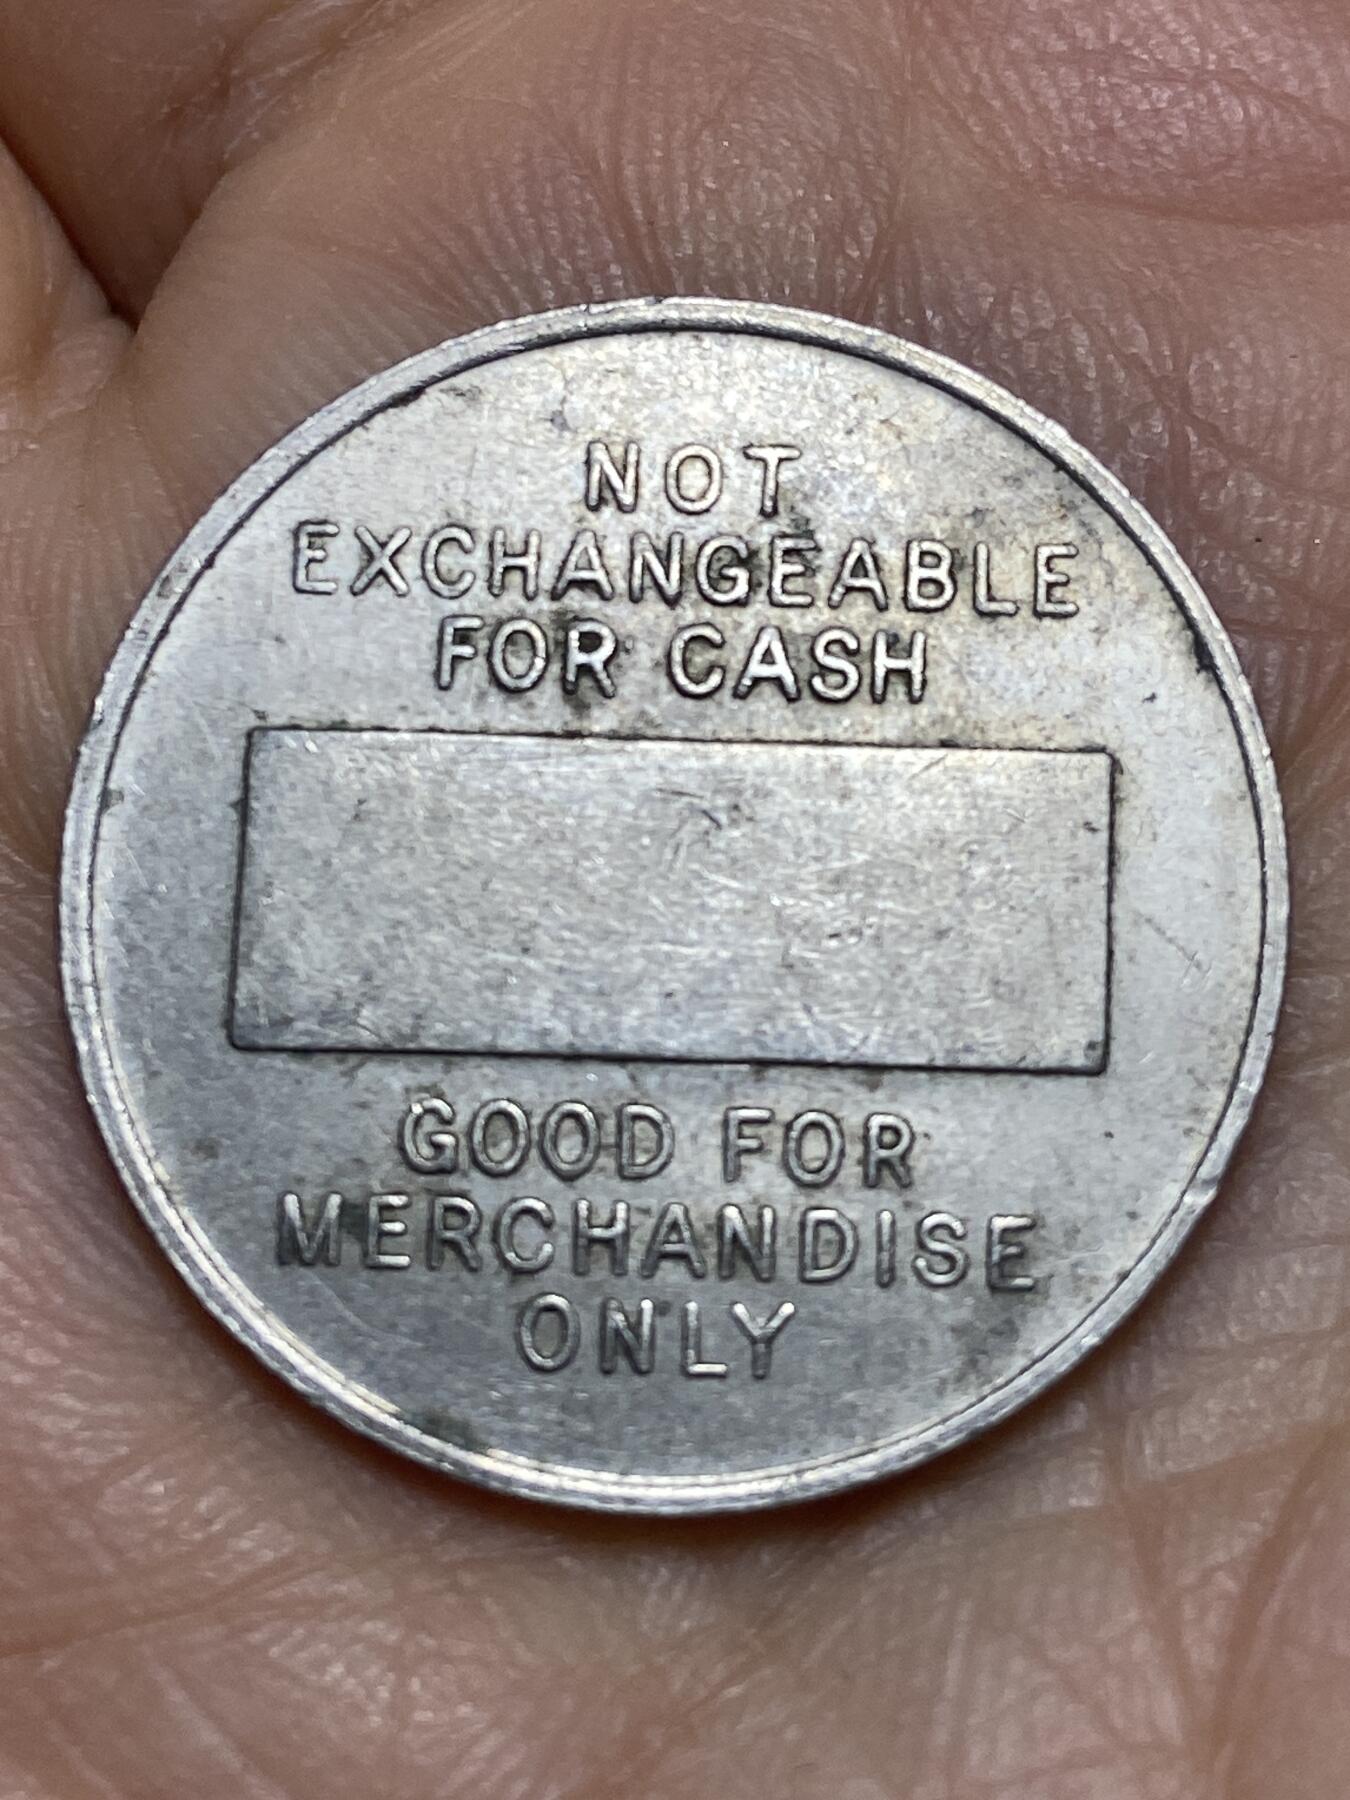 NOT
EXCHANGEABLE
FOR CASH
GOOD FOR
MERCHANDISE
ONLY